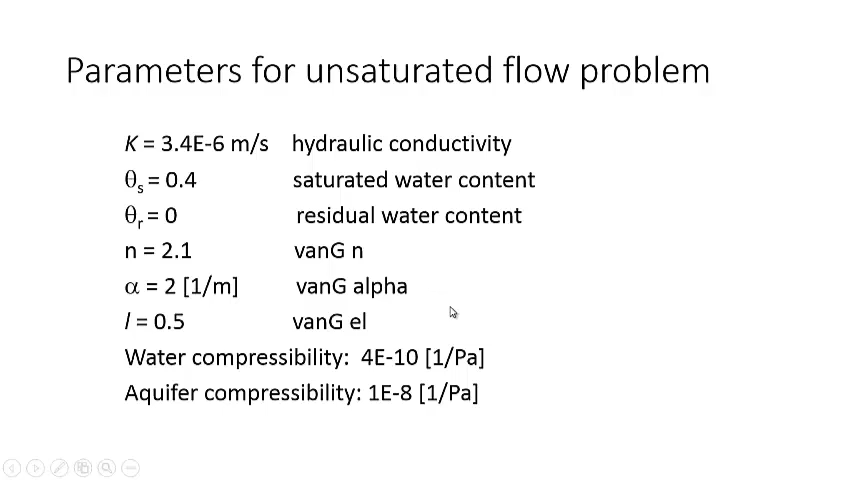 Parameters for unsaturated flow problem
K = 3.4E-6 m/s hydraulic conductivity
θs = 0.4 saturated water content
θr = 0 residual water content
n = 2.1 vanG n
α = 2 [1/m] vanG alpha
l = 0.5 vanG el
Water compressibility: 4E-10 [1/Pa]
Aquifer compressibility: 1E-8 [1/Pa]